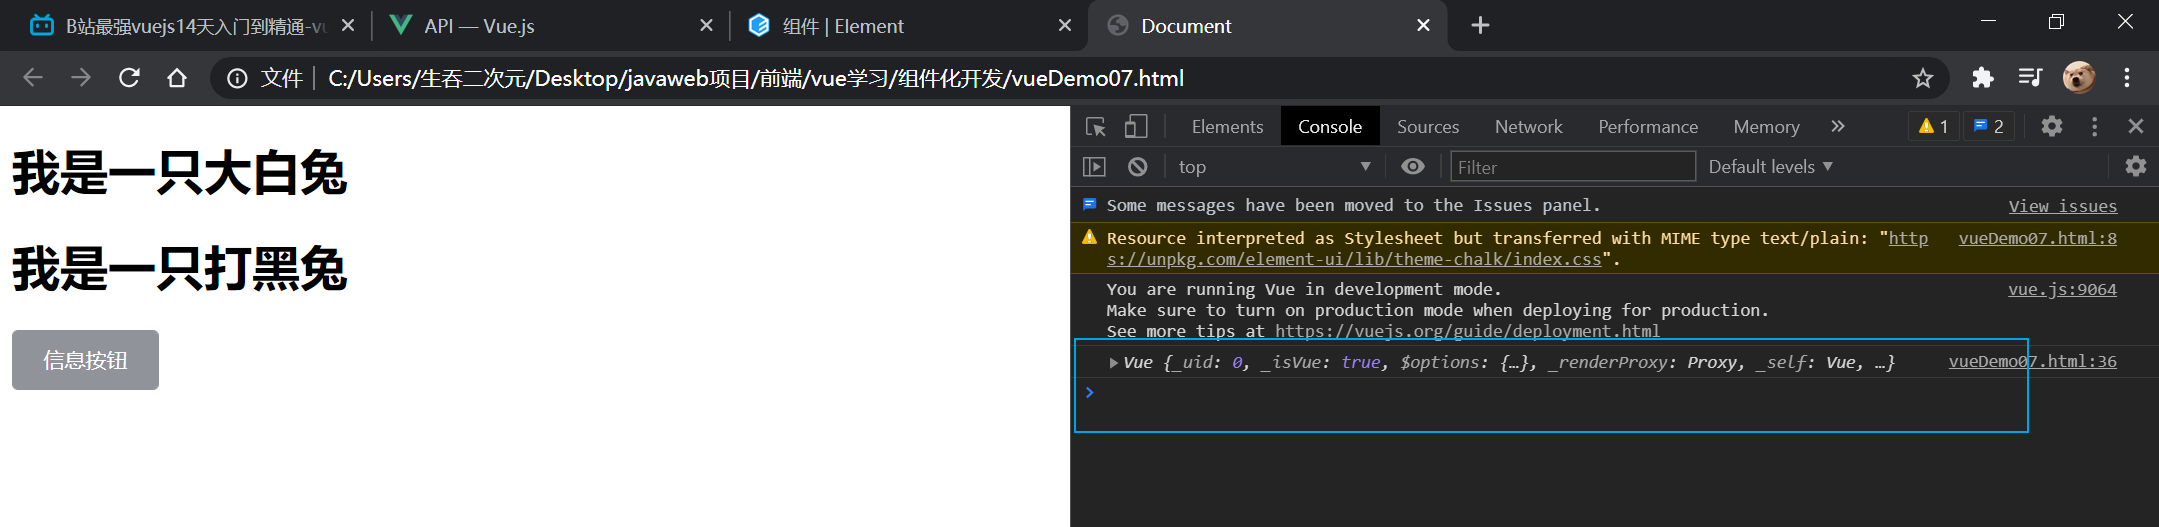 B站最强vuejs14天入门到精通-vu
API — Vue.js
组件 | Element
Document
文件 | C:/Users/生吞二次元/Desktop/javaweb项目/前端/vue学习/组件化开发/vueDemo07.html
Elements Console Sources Network Performance Memory 1 2
top Filter Default levels
Some messages have been moved to the Issues panel. View issues
Resource interpreted as Stylesheet but transferred with MIME type text/plain: "http vueDemo07.html:8
s://unpkg.com/element-ui/lib/theme-chalk/index.css".
You are running Vue in development mode. vue.js:9064
Make sure to turn on production mode when deploying for production.
See more tips at https://vuejs.org/guide/deployment.html
Vue {_uid: 0, _isVue: true, $options: {…}, _renderProxy: Proxy, _self: Vue, …} vueDemo07.html:36
我是一只大白兔
我是一只打黑兔
信息按钮